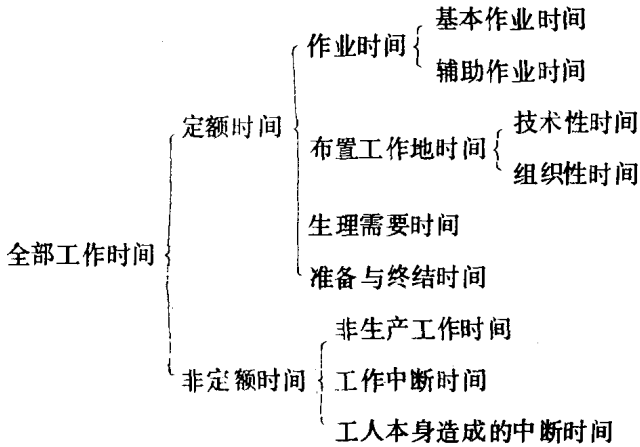 基本作业时间
作业时间
辅助作业时间
定额时间
技术性时间
布置工作地时间
组织性时间
生理需要时间
全部工作时间
准备与终结时间
非生产工作时间
非定额时间
工作中断时间
工人本身造成的中断时间